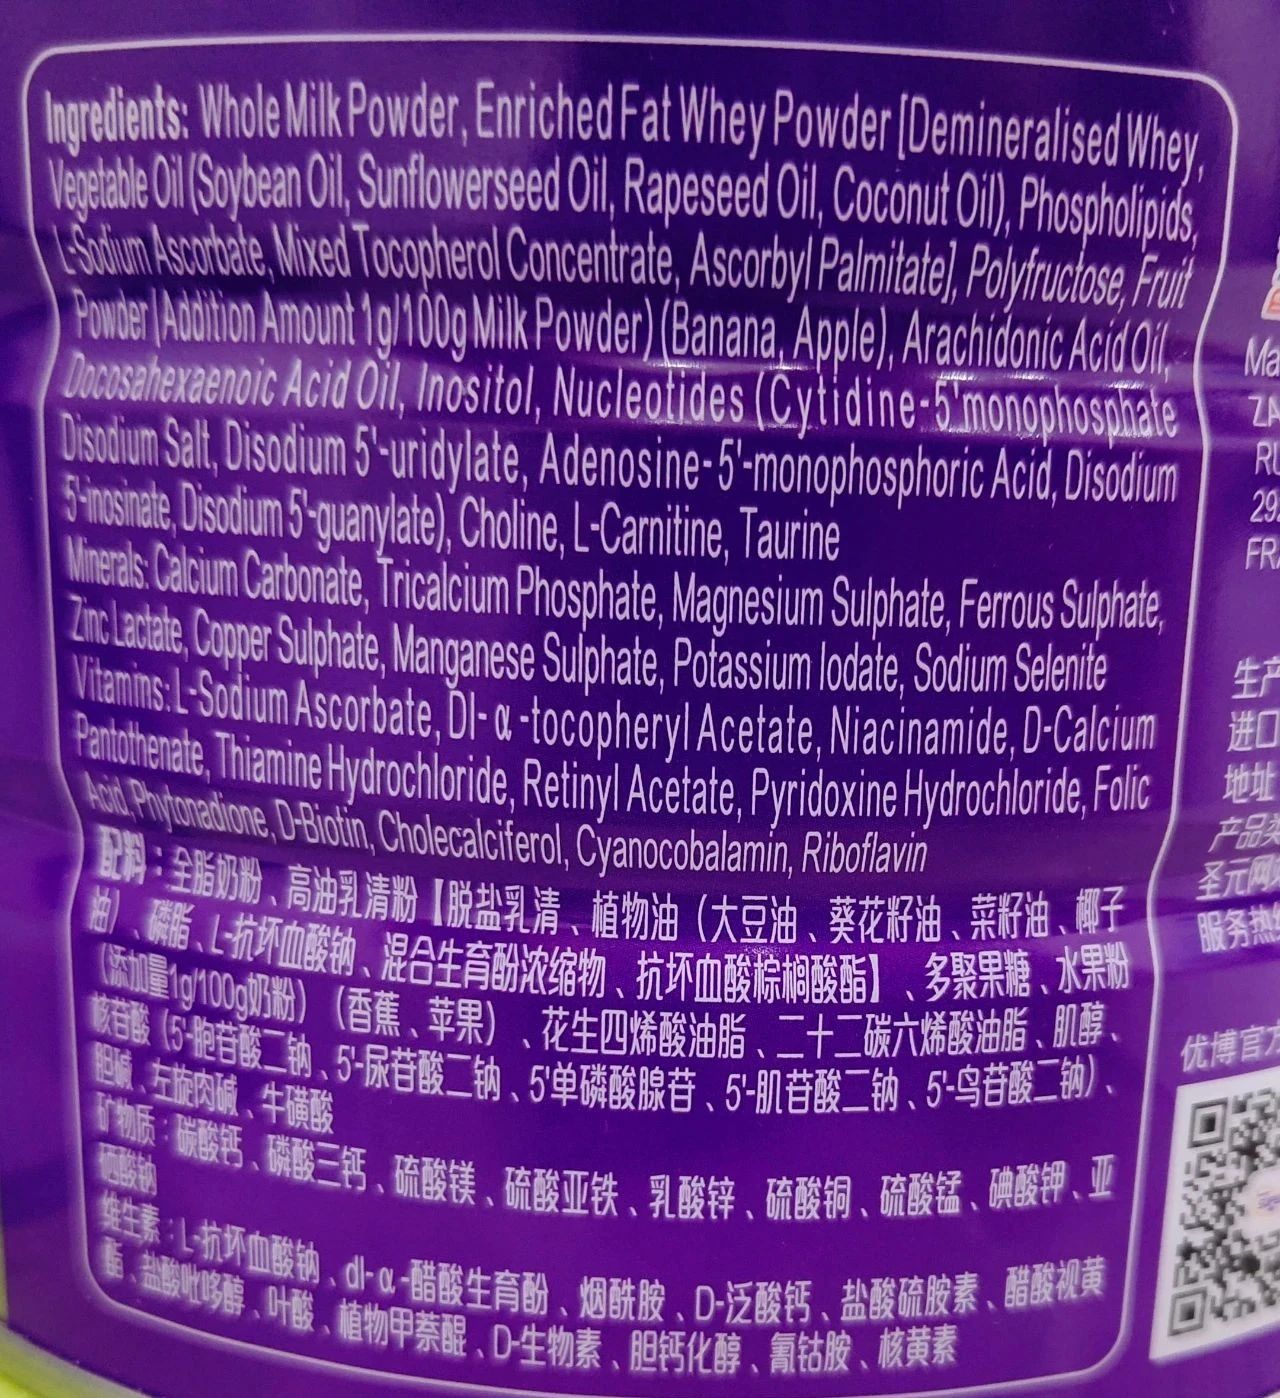 Ingredients: Whole Milk Powder, Enriched Fat Whey Powder [Demineralised Whey,
Vegetable Oil (Soybean Oil, Sunflowerseed Oil, Rapeseed Oil, Coconut Oil), Phospholipids,
L-Sodium Ascorbate, Mixed Tocopherol Concentrate, Ascorbyl Palmitate], Polyfructose, Fruit
Powder (Addition Amount 1g/100g Milk Powder) (Banana, Apple), Arachidonic Acid Oil,
Docosahexaenoic Acid Oil, Inositol, Nucleotides (Cytidine-5'monophosphate
Disodium Salt, Disodium 5'-uridylate, Adenosine-5'-monophosphoric Acid, Disodium
5'-inosinate, Disodium 5'-guanylate), Choline, L-Carnitine, Taurine
Minerals: Calcium Carbonate, Tricalcium Phosphate, Magnesium Sulphate, Ferrous Sulphate,
Zinc Lactate, Copper Sulphate, Manganese Sulphate, Potassium Iodate, Sodium Selenite
Vitamins: L-Sodium Ascorbate, Dl-α-tocopheryl Acetate, Niacinamide, D-Calcium
Pantothenate, Thiamine Hydrochloride, Retinyl Acetate, Pyridoxine Hydrochloride, Folic
Acid, Phytonadione, D-Biotin, Cholecalciferol, Cyanocobalamin, Riboflavin
配料：全脂奶粉、高油乳清粉【脱盐乳清、植物油（大豆油、葵花籽油、菜籽油、椰子
油）、磷脂、L-抗坏血酸钠、混合生育酚浓缩物、抗坏血酸棕榈酸酯】、多聚果糖、水果粉
（添加量1g/100g奶粉）（香蕉、苹果）、花生四烯酸油脂、二十二碳六烯酸油脂、肌醇、
核苷酸（5'-胞苷酸二钠、5'-尿苷酸二钠、5'单磷酸腺苷、5'-肌苷酸二钠、5'-鸟苷酸二钠）、
胆碱、左旋肉碱、牛磺酸
矿物质：碳酸钙、磷酸三钙、硫酸镁、硫酸亚铁、乳酸锌、硫酸铜、硫酸锰、碘酸钾、亚
硒酸钠
维生素：L-抗坏血酸钠、dl-α-醋酸生育酚、烟酰胺、D-泛酸钙、盐酸硫胺素、醋酸视黄
酯、盐酸吡哆醇、叶酸、植物甲萘醌、D-生物素、胆钙化醇、氰钴胺、核黄素
Ma
ZA
29
FR
生产
进口
地址
产品类
圣元网
服务热
优博官方